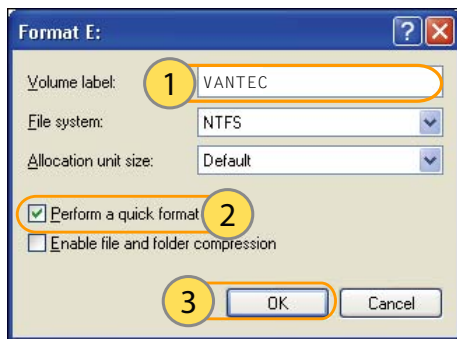 Format E:
Volume label: 1 VANTEC
File system: NTFS
Allocation unit size: Default
Perform a quick format 2
Enable file and folder compression
3 OK Cancel